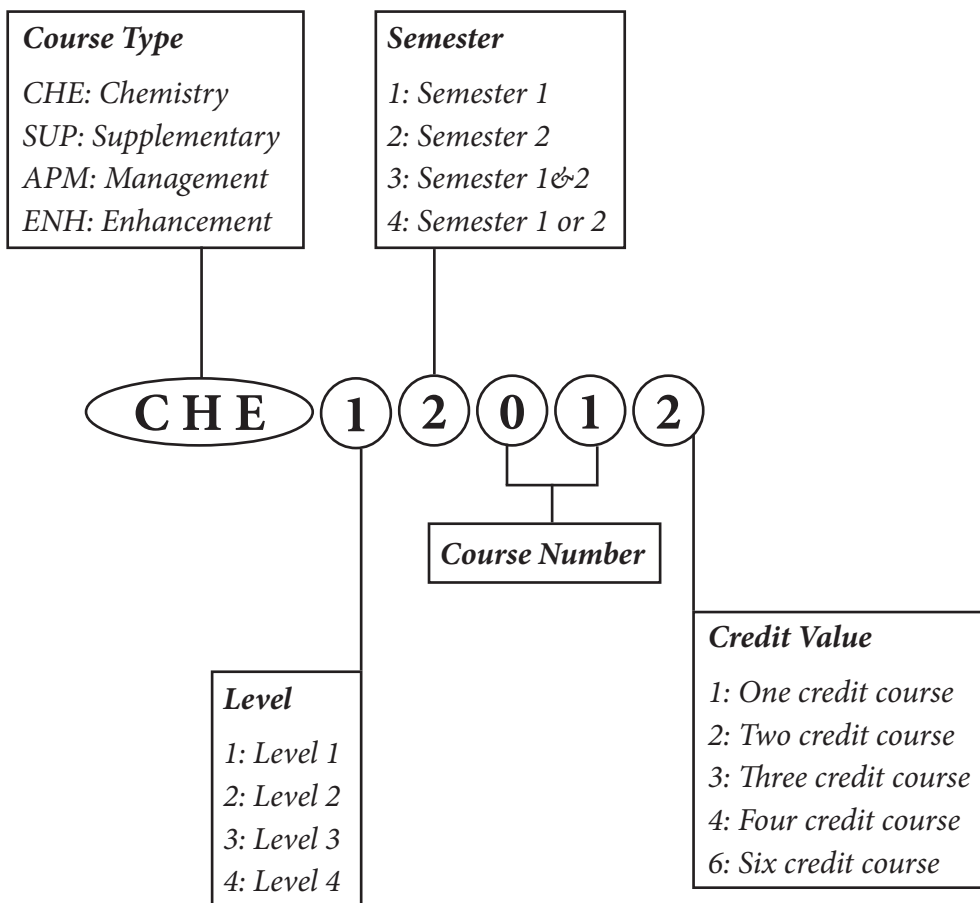 Course Type
CHE: Chemistry
SUP: Supplementary
APM: Management
ENH: Enhancement
Semester
1: Semester 1
2: Semester 2
3: Semester 1&2
4: Semester 1 or 2
CHE 1 2 0 1 2
Course Number
Level
1: Level 1
2: Level 2
3: Level 3
4: Level 4
Credit Value
1: One credit course
2: Two credit course
3: Three credit course
4: Four credit course
6: Six credit course